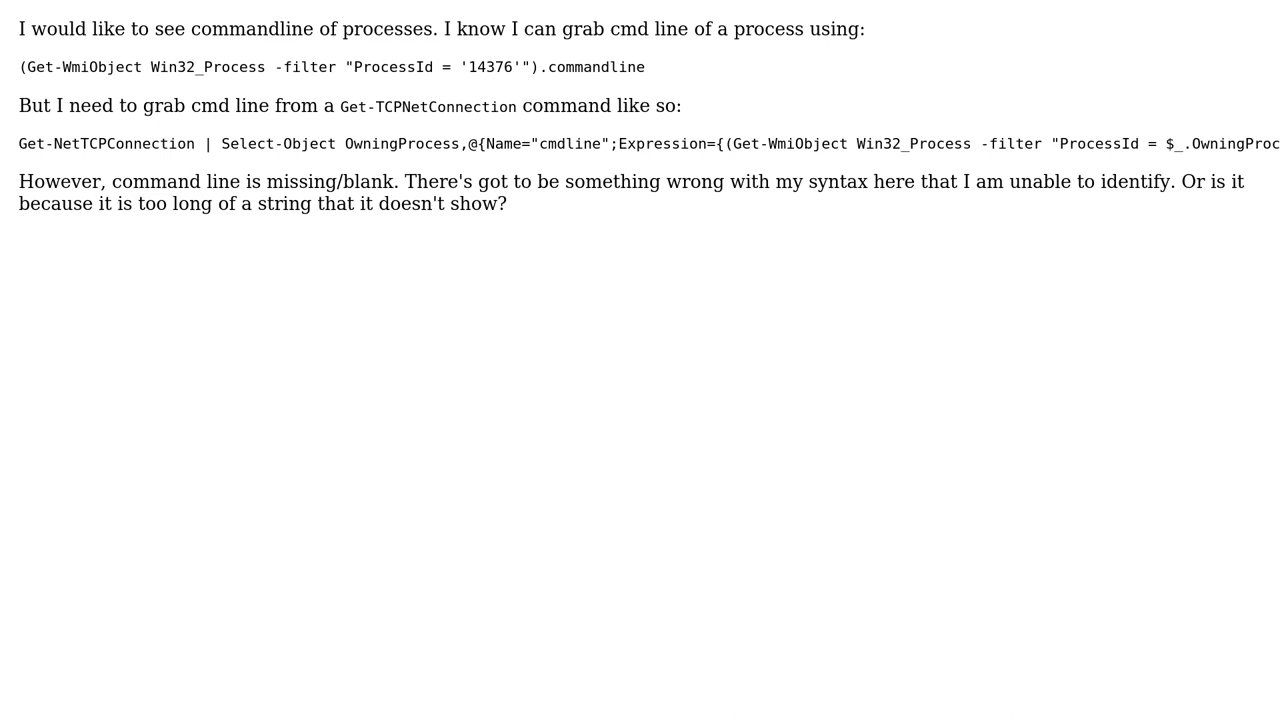 I would like to see commandline of processes. I know I can grab cmd line of a process using:
(Get-WmiObject Win32_Process -filter "ProcessId = '14376'").commandline
But I need to grab cmd line from a Get-TCPNetConnection command like so:
Get-NetTCPConnection | Select-Object OwningProcess,@{Name="cmdline";Expression={(Get-WmiObject Win32_Process -filter "ProcessId = $_.OwningProc
However, command line is missing/blank. There's got to be something wrong with my syntax here that I am unable to identify. Or is it
because it is too long of a string that it doesn't show?